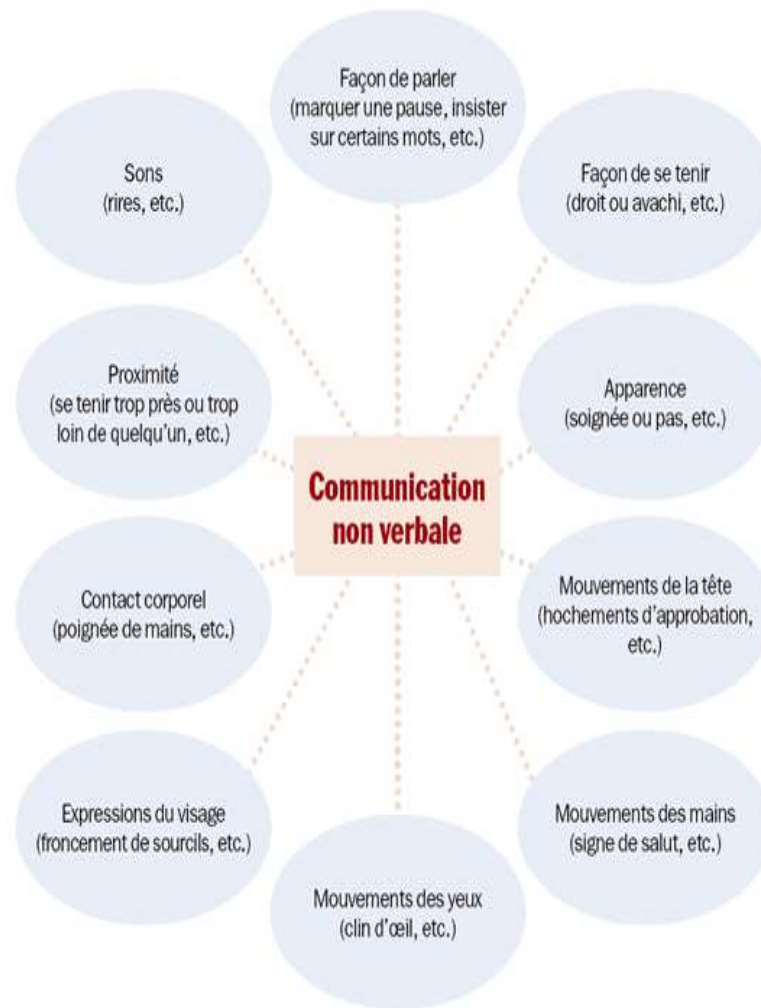 Façon de parler
(marquer une pause, insister
sur certains mots, etc.)
Sons
(rires, etc.)
Façon de se tenir
(droit ou avachi, etc.)
Proximité
(se tenir trop près ou trop
loin de quelqu'un, etc.)
Apparence
(soignée ou pas, etc.)
Communication
non verbale
Contact corporel
(poignée de mains, etc.)
Mouvements de la tête
(hochements d'approbation,
etc.)
Expressions du visage
(froncement de sourcils, etc.)
Mouvements des mains
(signe de salut, etc.)
Mouvements des yeux
(clin d'œil, etc.)